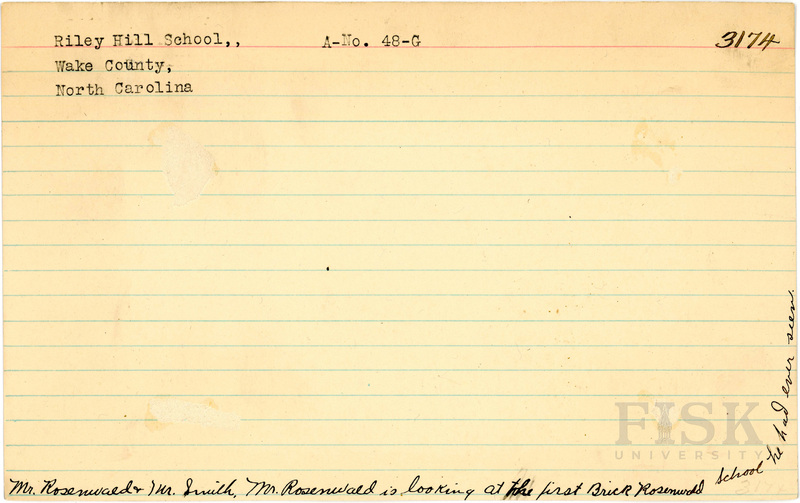 Riley Hill School,, A-No. 48-G 3174
Wake County,
North Carolina
FISK
UNIVERSITY
Mr. Rosenwald & Mr. Smith, Mr. Rosenwald is looking at the first Brick Rosenwald school he had ever seen.